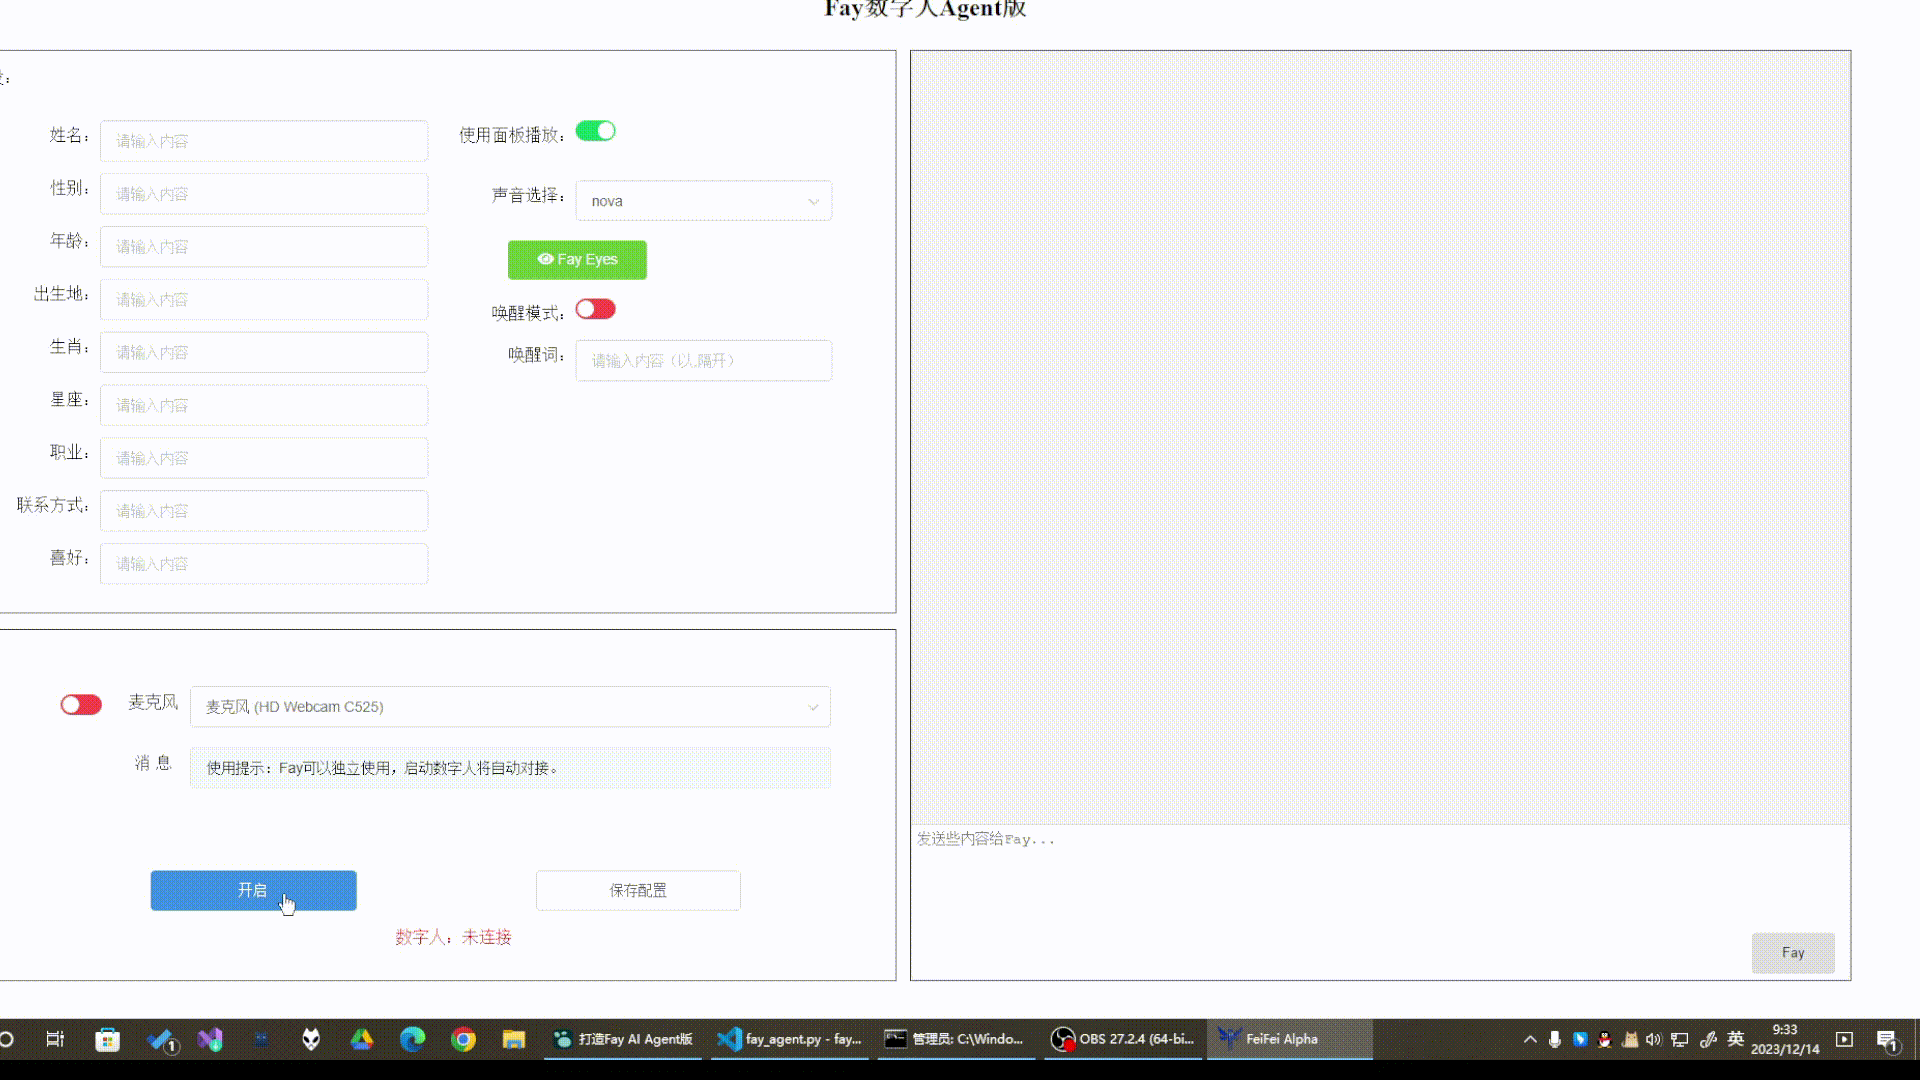 Fay数字人Agent版
姓名：
请输入内容
性别：
请输入内容
年龄：
请输入内容
出生地：
请输入内容
生肖：
请输入内容
星座：
请输入内容
职业：
请输入内容
联系方式：
请输入内容
喜好：
请输入内容
使用面板播放：
声音选择：
nova
Fay Eyes
唤醒模式：
唤醒词：
请输入内容（以,隔开）
麦克风
麦克风 (HD Webcam C525)
消 息
使用提示：Fay可以独立使用，启动数字人将自动对接。
开启
保存配置
数字人：未连接
发送些内容给Fay...
Fay
1
打造Fay AI Agent版
fay_agent.py - fay...
管理员: C:\Windo...
OBS 27.2.4 (64-bi...
FeiFei Alpha
英
9:33
2023/12/14
1